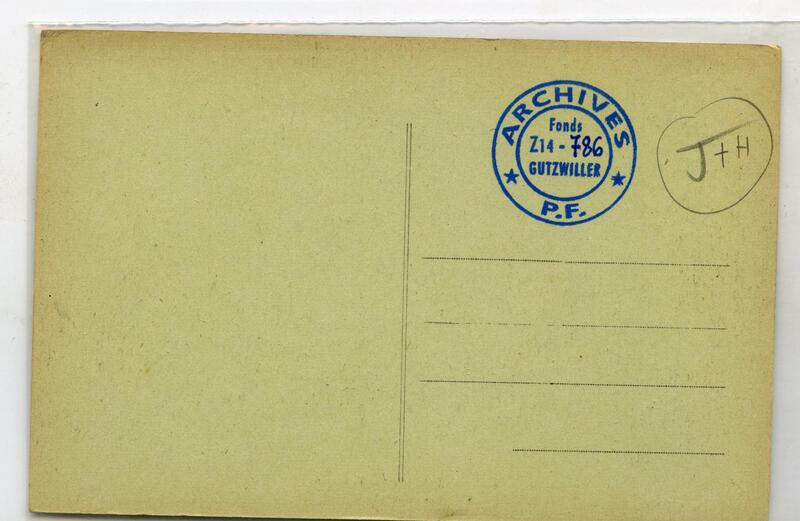 ARCHIVES
Fonds
Z14 - 786
GUTZWILLER
P.F.
J + H